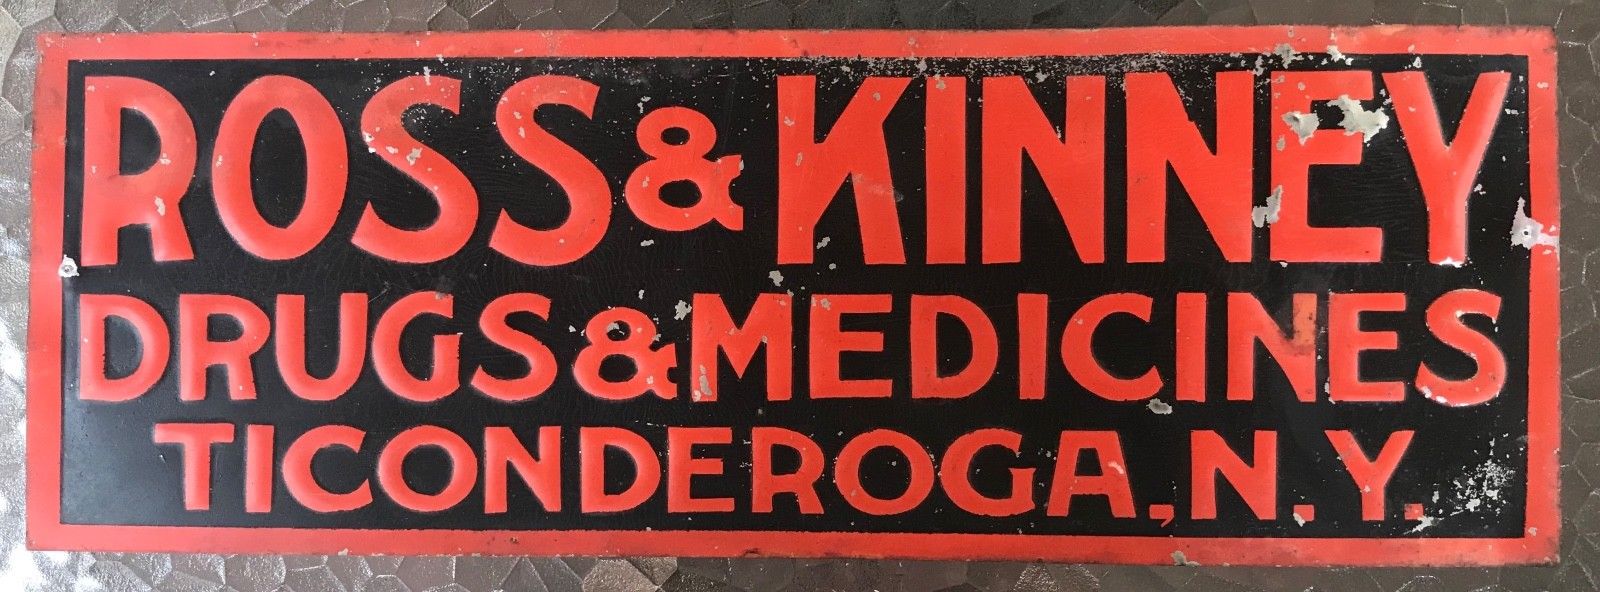 ROSS & KINNEY
DRUGS & MEDICINES
TICONDEROGA, N.Y.